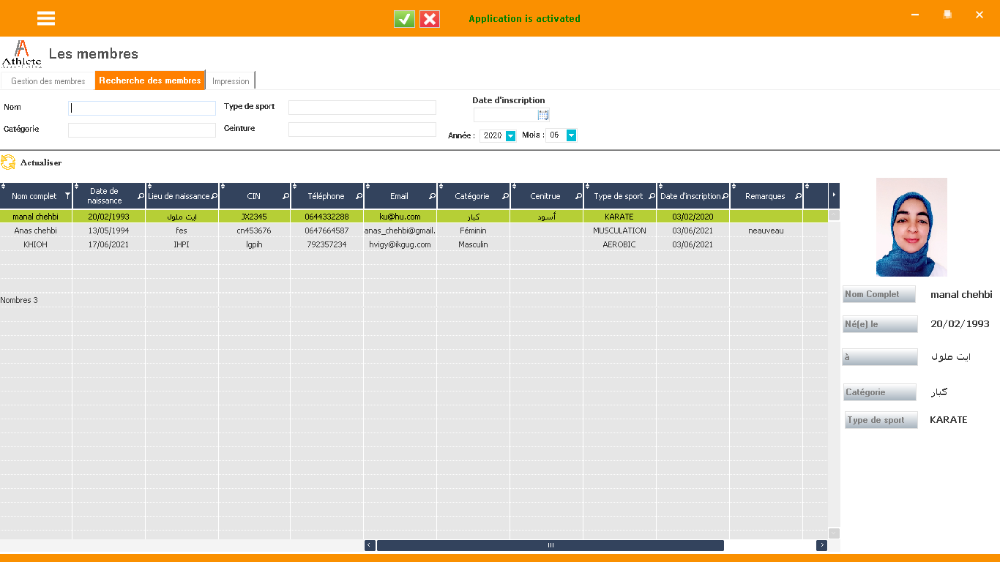 Application is activated
Athlete
Association
Les membres
Gestion des membres
Recherche des membres
Impression
Nom
Type de sport
Date d'inscription
Catégorie
Ceinture
Année : 2020 Mois : 06
Actualiser
Nom complet Date de naissance Lieu de naissance CIN Téléphone Email Catégorie Cenitrue Type de sport Date d'inscription Remarques
manal chehbi 20/02/1993 ايت ملول JX2345 0644332288 ku@hu.com كبار أسود KARATE 03/02/2020
Anas chehbi 13/05/1994 fes cn453676 0647664587 anas_chehbi@gmail. Féminin MUSCULATION 03/06/2021 neauveau
KHIOH 17/06/2021 IHPI lgpih 792357234 hvigy@ikgug.com Masculin AEROBIC 03/06/2021
Nombres 3
Nom Complet manal chehbi
Né(e) le 20/02/1993
à ايت ملول
Catégorie كبار
Type de sport KARATE